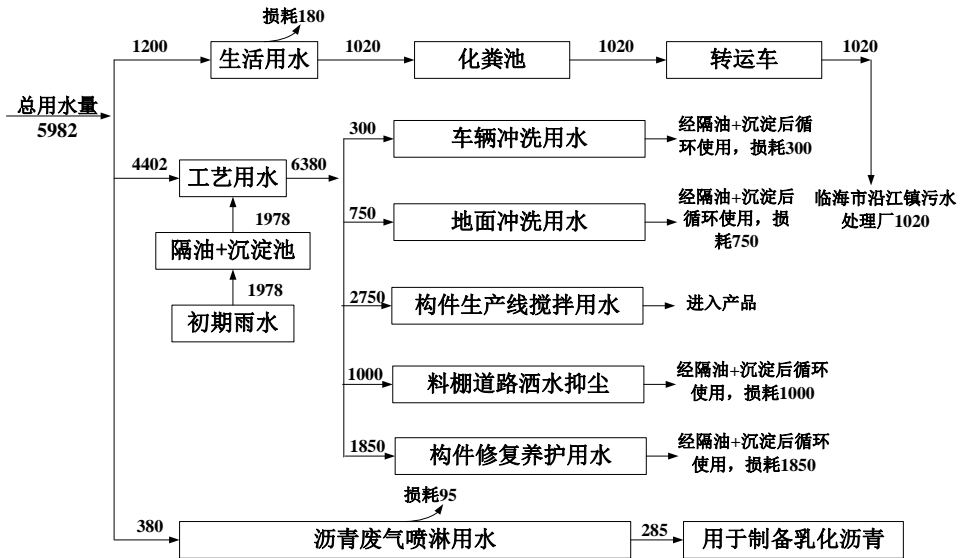 损耗180
1200
生活用水
1020
化粪池
1020
转运车
1020
总用水量
5982
300
车辆冲洗用水
经隔油+沉淀后循
环使用，损耗300
4402
工艺用水
6380
临海市沿江镇污水
处理厂1020
750
地面冲洗用水
经隔油+沉淀后
循环使用，损
耗750
1978
隔油+沉淀池
1978
初期雨水
2750
构件生产线搅拌用水
进入产品
1000
料棚道路洒水抑尘
经隔油+沉淀后循环
使用，损耗1000
1850
构件修复养护用水
经隔油+沉淀后循环
使用，损耗1850
损耗95
380
沥青废气喷淋用水
285
用于制备乳化沥青